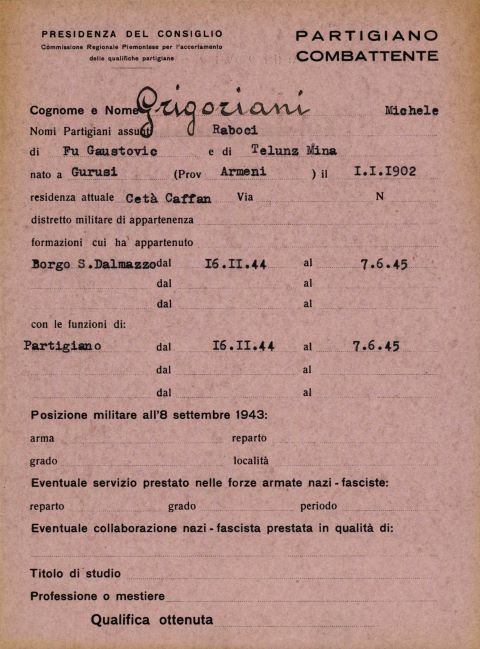 PRESIDENZA DEL CONSIGLIO
Commissione Regionale Piemontese per l'accertamento
delle qualifiche partigiane
PARTIGIANO
COMBATTENTE
Cognome e Nome Grigoriani Michele
Nomi Partigiani assunti Raboci
di Fu Gaustovic e di Telunz Mina
nato a Gurusi (Prov Armeni ) il I.I.1902
residenza attuale Cetà Caffan Via N
distretto militare di appartenenza
formazioni cui ha appartenuto
Borgo S.Dalmazzo dal I6.II.44 al 7.6.45
dal al
dal al
con le funzioni di:
Partigiano dal I6.II.44 al 7.6.45
dal al
dal al
Posizione militare all'8 settembre 1943:
arma reparto
grado località
Eventuale servizio prestato nelle forze armate nazi-fasciste:
reparto grado periodo
Eventuale collaborazione nazi-fascista prestata in qualità di:
Titolo di studio
Professione o mestiere
Qualifica ottenuta